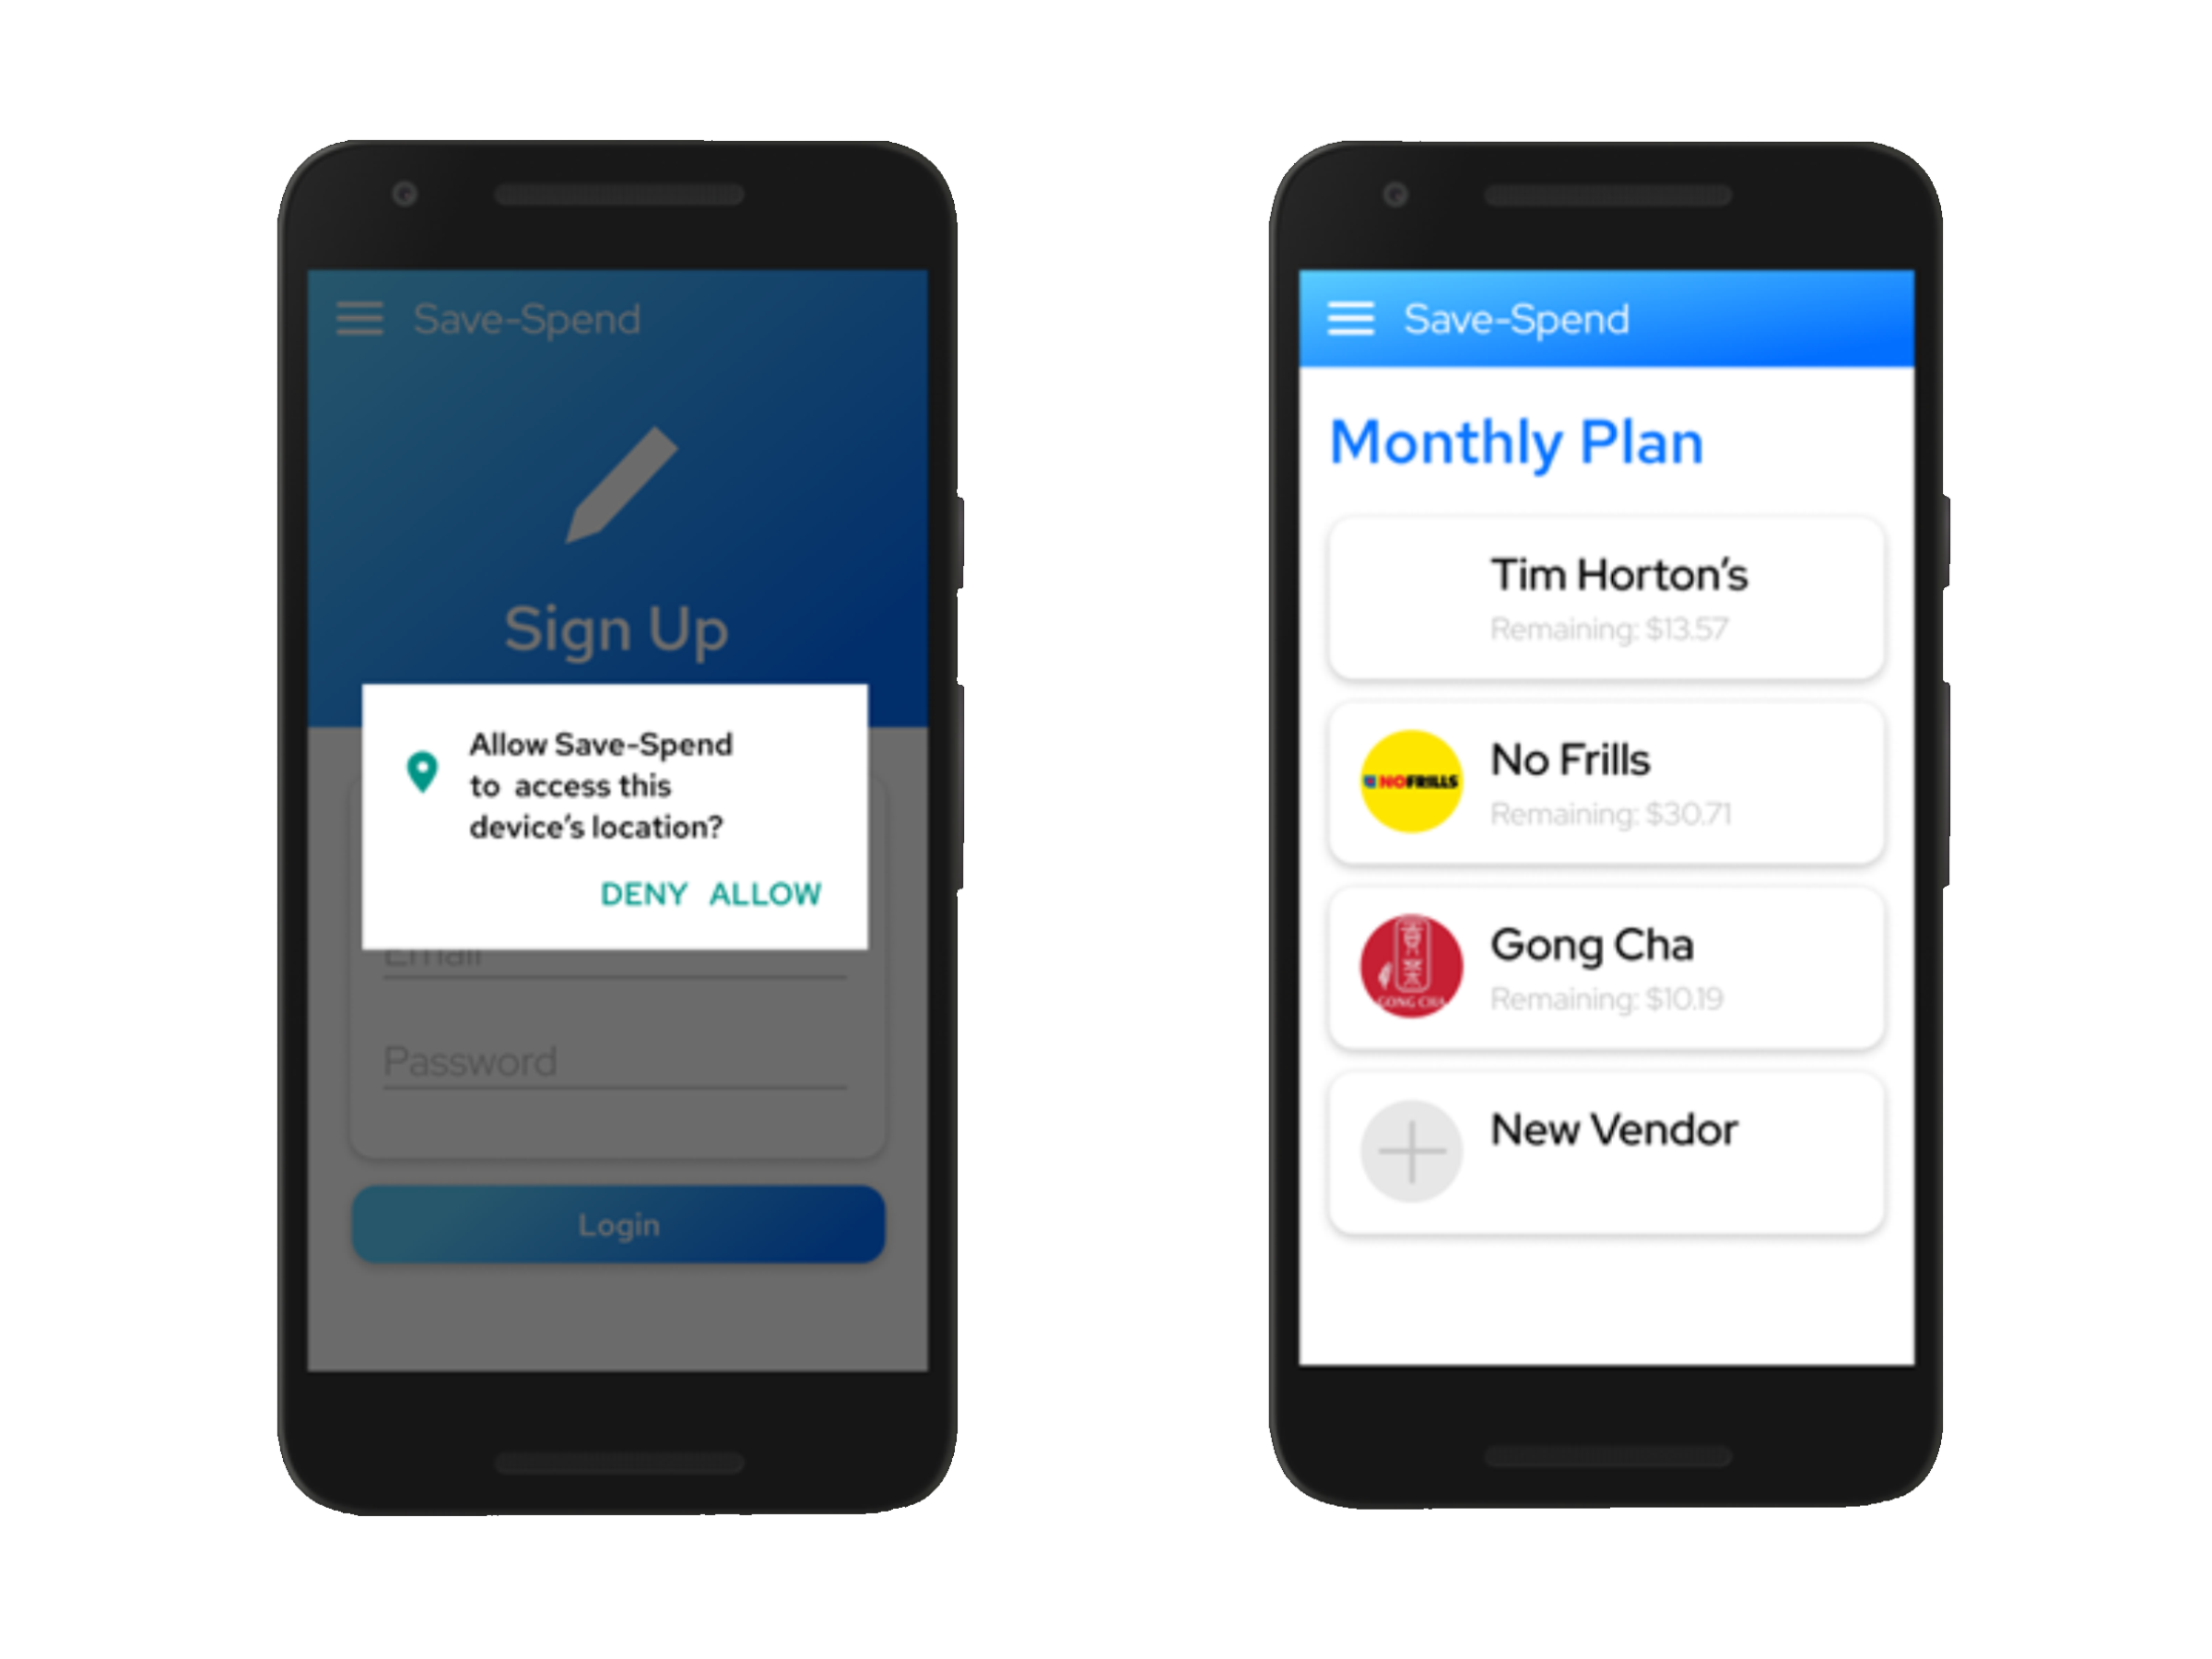 Save-Spend
Sign Up
Allow Save-Spend
to access this
device's location?
DENY ALLOW
Email
Password
Login
Save-Spend
Monthly Plan
Tim Horton's
Remaining: $13.57
NOFRILLS
No Frills
Remaining: $30.71
貢茶
GONG CHA
Gong Cha
Remaining: $10.19
New Vendor